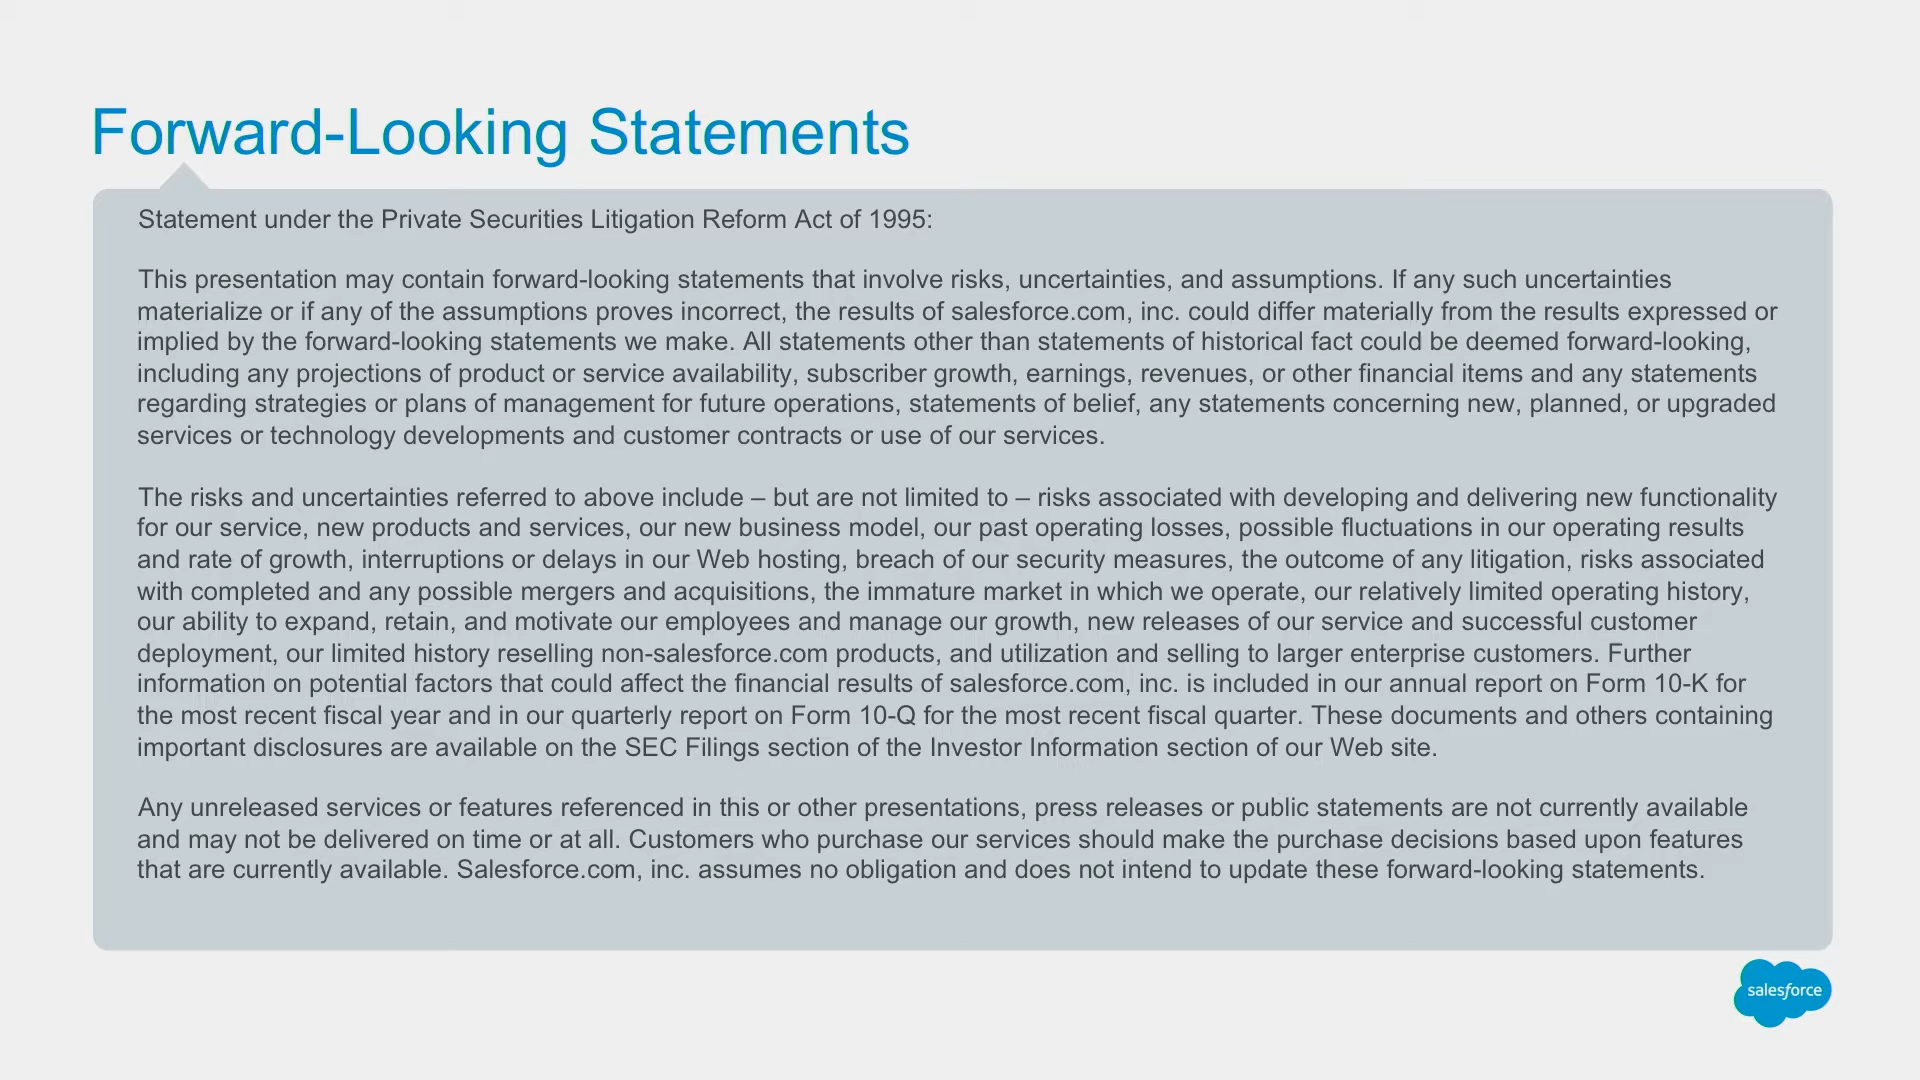 Forward-Looking Statements
Statement under the Private Securities Litigation Reform Act of 1995:
This presentation may contain forward-looking statements that involve risks, uncertainties, and assumptions. If any such uncertainties
materialize or if any of the assumptions proves incorrect, the results of salesforce.com, inc. could differ materially from the results expressed or
implied by the forward-looking statements we make. All statements other than statements of historical fact could be deemed forward-looking,
including any projections of product or service availability, subscriber growth, earnings, revenues, or other financial items and any statements
regarding strategies or plans of management for future operations, statements of belief, any statements concerning new, planned, or upgraded
services or technology developments and customer contracts or use of our services.
The risks and uncertainties referred to above include – but are not limited to – risks associated with developing and delivering new functionality
for our service, new products and services, our new business model, our past operating losses, possible fluctuations in our operating results
and rate of growth, interruptions or delays in our Web hosting, breach of our security measures, the outcome of any litigation, risks associated
with completed and any possible mergers and acquisitions, the immature market in which we operate, our relatively limited operating history,
our ability to expand, retain, and motivate our employees and manage our growth, new releases of our service and successful customer
deployment, our limited history reselling non-salesforce.com products, and utilization and selling to larger enterprise customers. Further
information on potential factors that could affect the financial results of salesforce.com, inc. is included in our annual report on Form 10-K for
the most recent fiscal year and in our quarterly report on Form 10-Q for the most recent fiscal quarter. These documents and others containing
important disclosures are available on the SEC Filings section of the Investor Information section of our Web site.
Any unreleased services or features referenced in this or other presentations, press releases or public statements are not currently available
and may not be delivered on time or at all. Customers who purchase our services should make the purchase decisions based upon features
that are currently available. Salesforce.com, inc. assumes no obligation and does not intend to update these forward-looking statements.
salesforce